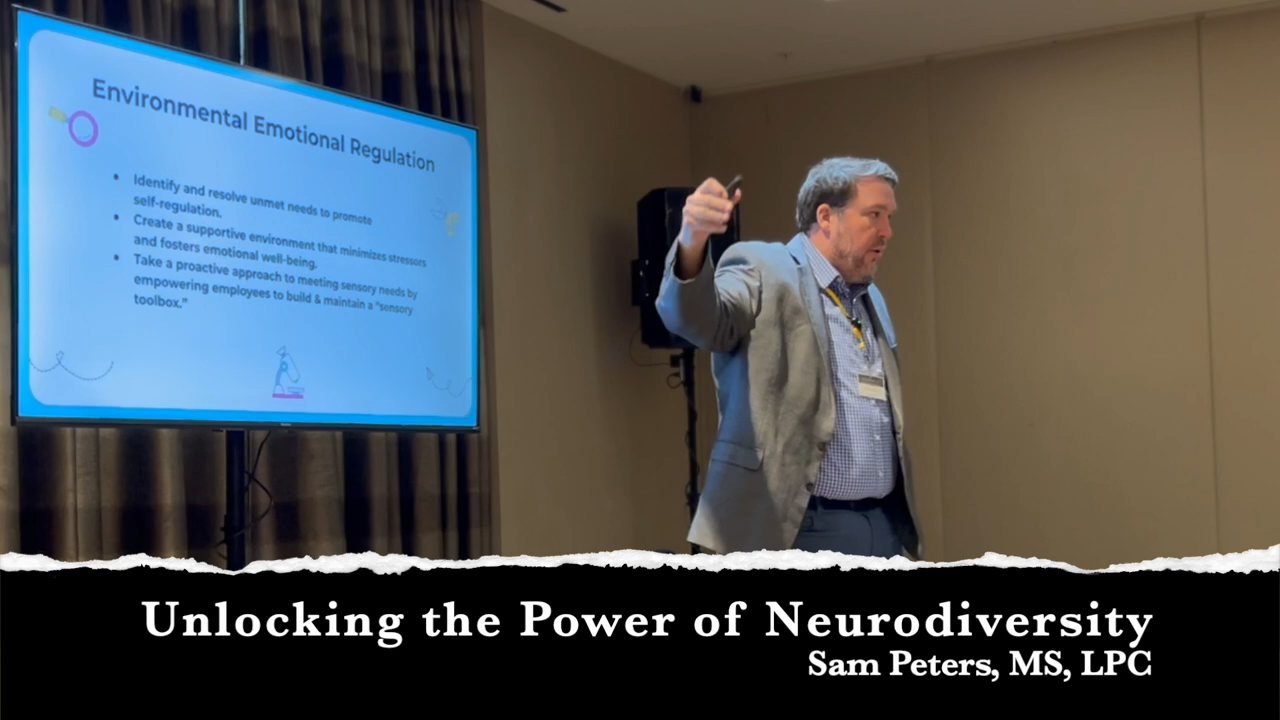 Environmental Emotional Regulation
• Identify and resolve unmet needs to promote
self-regulation.
• Create a supportive environment that minimizes stressors
and fosters emotional well-being.
• Take a proactive approach to meeting sensory needs by
empowering employees to build & maintain a "sensory
toolbox."
Unlocking the Power of Neurodiversity
Sam Peters, MS, LPC